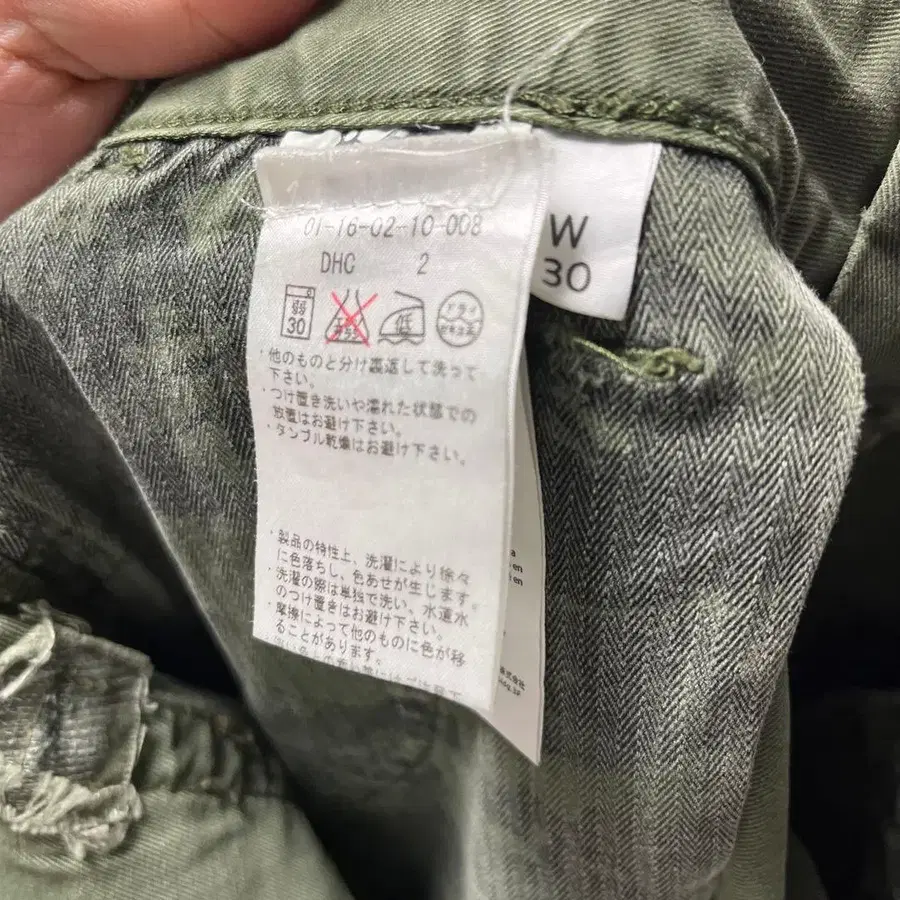 01-16-02-10-008
DHC 2
W
30
弱
30
低
ドライ
・他のものと分け裏返して洗って
下さい。
・つけ置き洗いや濡れた状態での
放置はお避け下さい。
・タンブル乾燥はお避け下さい。
・製品の特性上、洗濯により徐々
に色落ちし、色あせが生じます。
・洗濯の際は単独で洗い、水道水
のつけ置きはお避け下さい。
・摩擦によって他のものに色が移
ることがあります。
a
en
en
株式会社